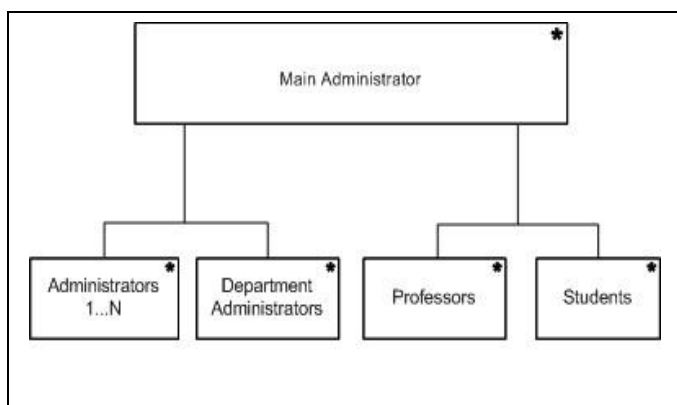 *
Main Administrator
*
Administrators
1...N
*
Department
Administrators
*
Professors
*
Students